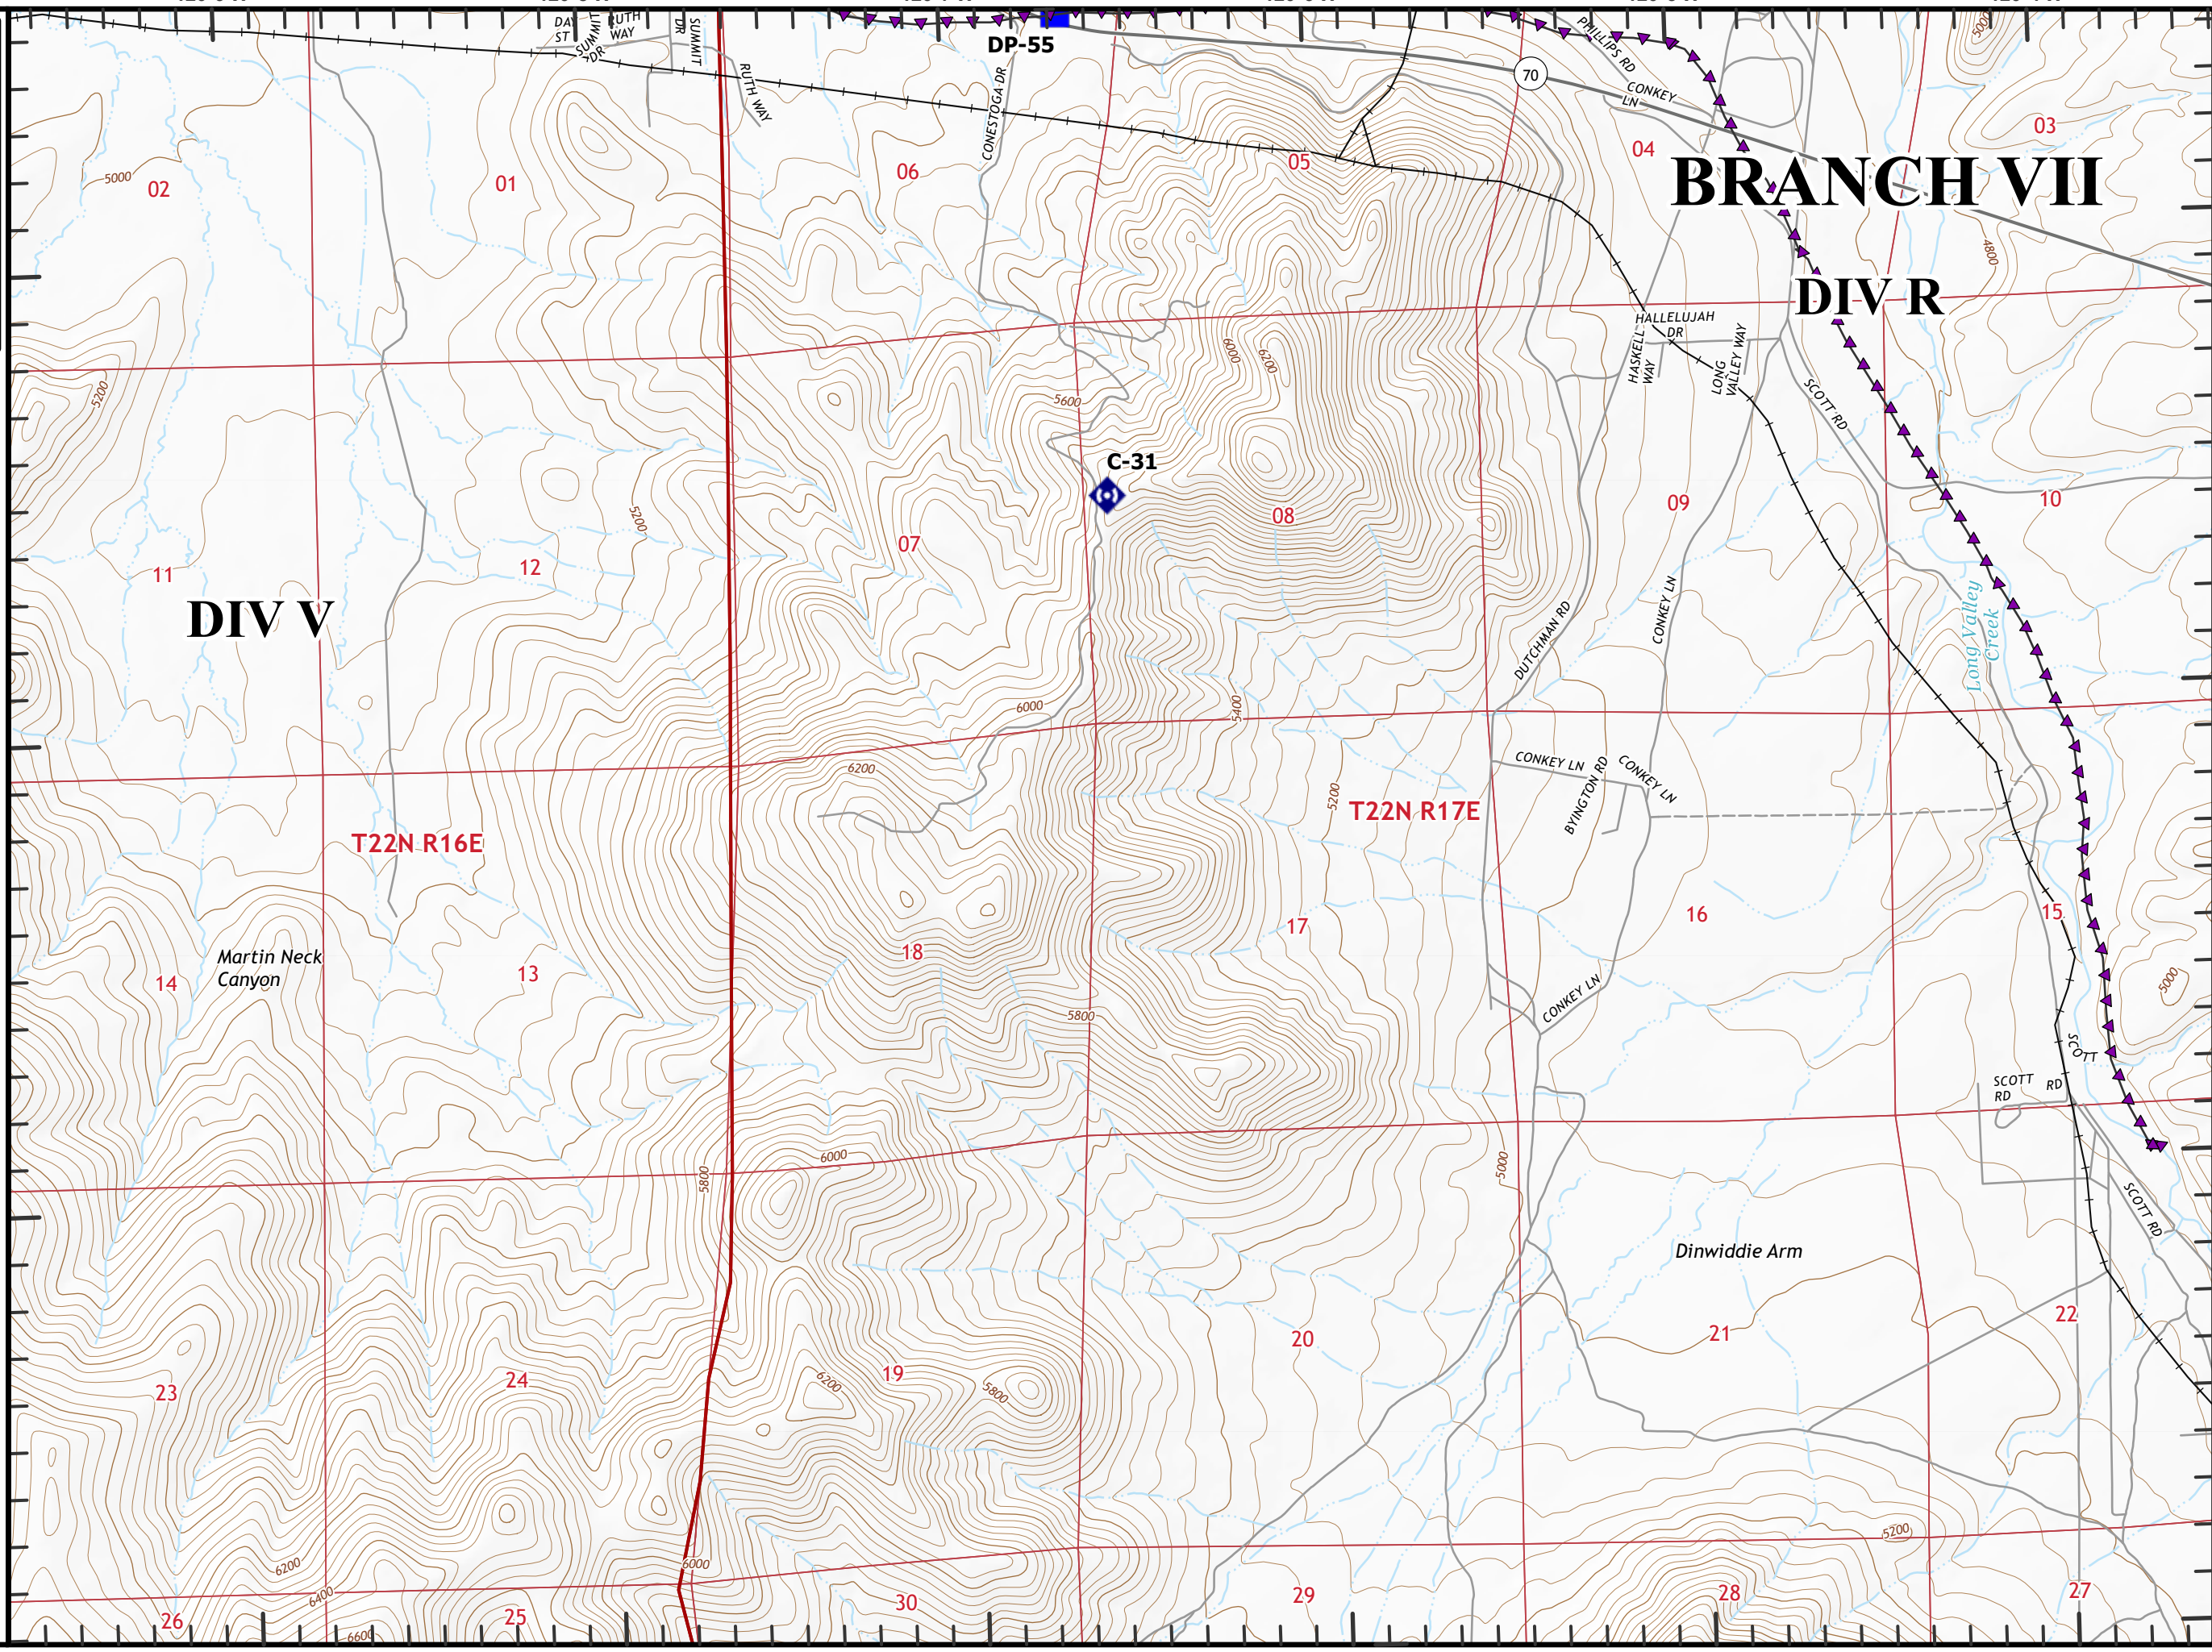 DAY
ST
SUMMIT
DR
RUTH
WAY
SUMMIT
DR
RUTH WAY
DP-55
CONESTOGA DR
PHILLIPS RD
70
CONKEY
LN
5000
03
04
BRANCH VII
05
06
01
02
5000
4800
DIV R
HALLELUJAH
DR
HASKELL
WAY
LONG
VALLEY WAY
SCOTT RD
6000
6200
5200
5600
C-31
5200
08
09
10
07
12
11
DIV V
Long Valley
Creek
DUTCHMAN RD
CONKEY LN
6000
5400
6200
CONKEY LN
BYINGTON RD
CONKEY LN
5200
T22N R17E
T22N R16E
15
16
17
18
Martin Neck
Canyon
13
14
5000
CONKEY LN
5800
SCOTT
RD
SCOTT
RD
6000
5800
5000
SCOTT RD
Dinwiddie Arm
22
21
20
19
6200
5800
24
23
5200
6000
6200
6400
29
28
27
30
25
26
6600